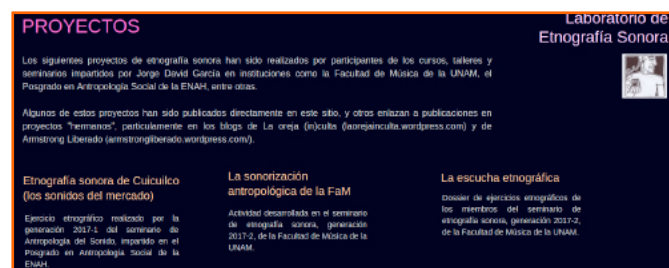 PROYECTOS
Laboratorio de
Etnografía Sonora
Los siguientes proyectos de etnografía sonora han sido realizados por participantes de los cursos, talleres y
seminarios impartidos por Jorge David García en instituciones como la Facultad de Música de la UNAM, el
Posgrado en Antropología Social de la ENAH, entre otras.
Algunos de estos proyectos han sido publicados directamente en este sitio, y otros enlazan a publicaciones en
proyectos "hermanos", particularmente en los blogs de La oreja (in)culta (laorejainculta.wordpress.com) y de
Armstrong Liberado (armstrongliberado.wordpress.com/).
Etnografía sonora de Cuicuilco
(los sonidos del mercado)
Ejercicio etnográfico realizado por la
generación 2017-1 del seminario de
Antropología del Sonido, impartido en el
Posgrado en Antropología Social de la
ENAH.
La sonorización
antropológica de la FaM
Actividad desarrollada en el seminario
de etnografía sonora, generación
2017-2, de la Facultad de Música de la
UNAM.
La escucha etnográfica
Dossier de ejercicios etnográficos de
los miembros del seminario de
etnografía sonora, generación 2017-2,
de la Facultad de Música de la UNAM.